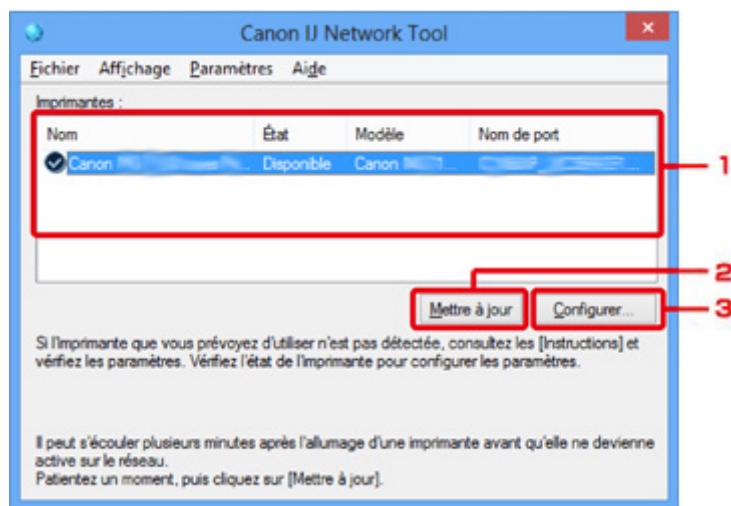 Canon IJ Network Tool
Fichier Affichage Paramètres Aide
Imprimantes :
Nom État Modèle Nom de port
Canon Disponible Canon
1
2
Mettre à jour Configurer...
3
Si l'imprimante que vous prévoyez d'utiliser n'est pas détectée, consultez les [Instructions] et
vérifiez les paramètres. Vérifiez l'état de l'imprimante pour configurer les paramètres.
Il peut s'écouler plusieurs minutes après l'allumage d'une imprimante avant qu'elle ne devienne
active sur le réseau.
Patientez un moment, puis cliquez sur [Mettre à jour].